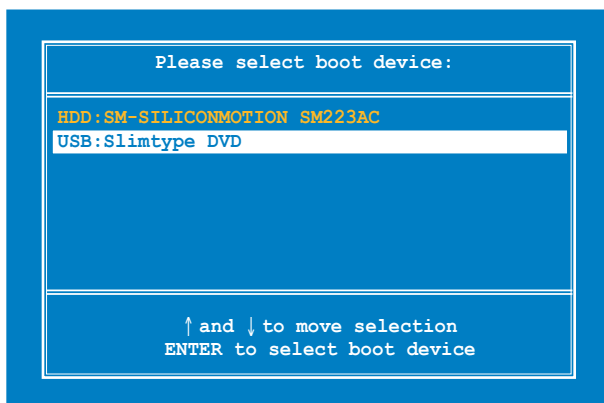 Please select boot device:
HDD:SM-SILICONMOTION SM223AC
USB:Slimtype DVD
↑ and ↓ to move selection
ENTER to select boot device